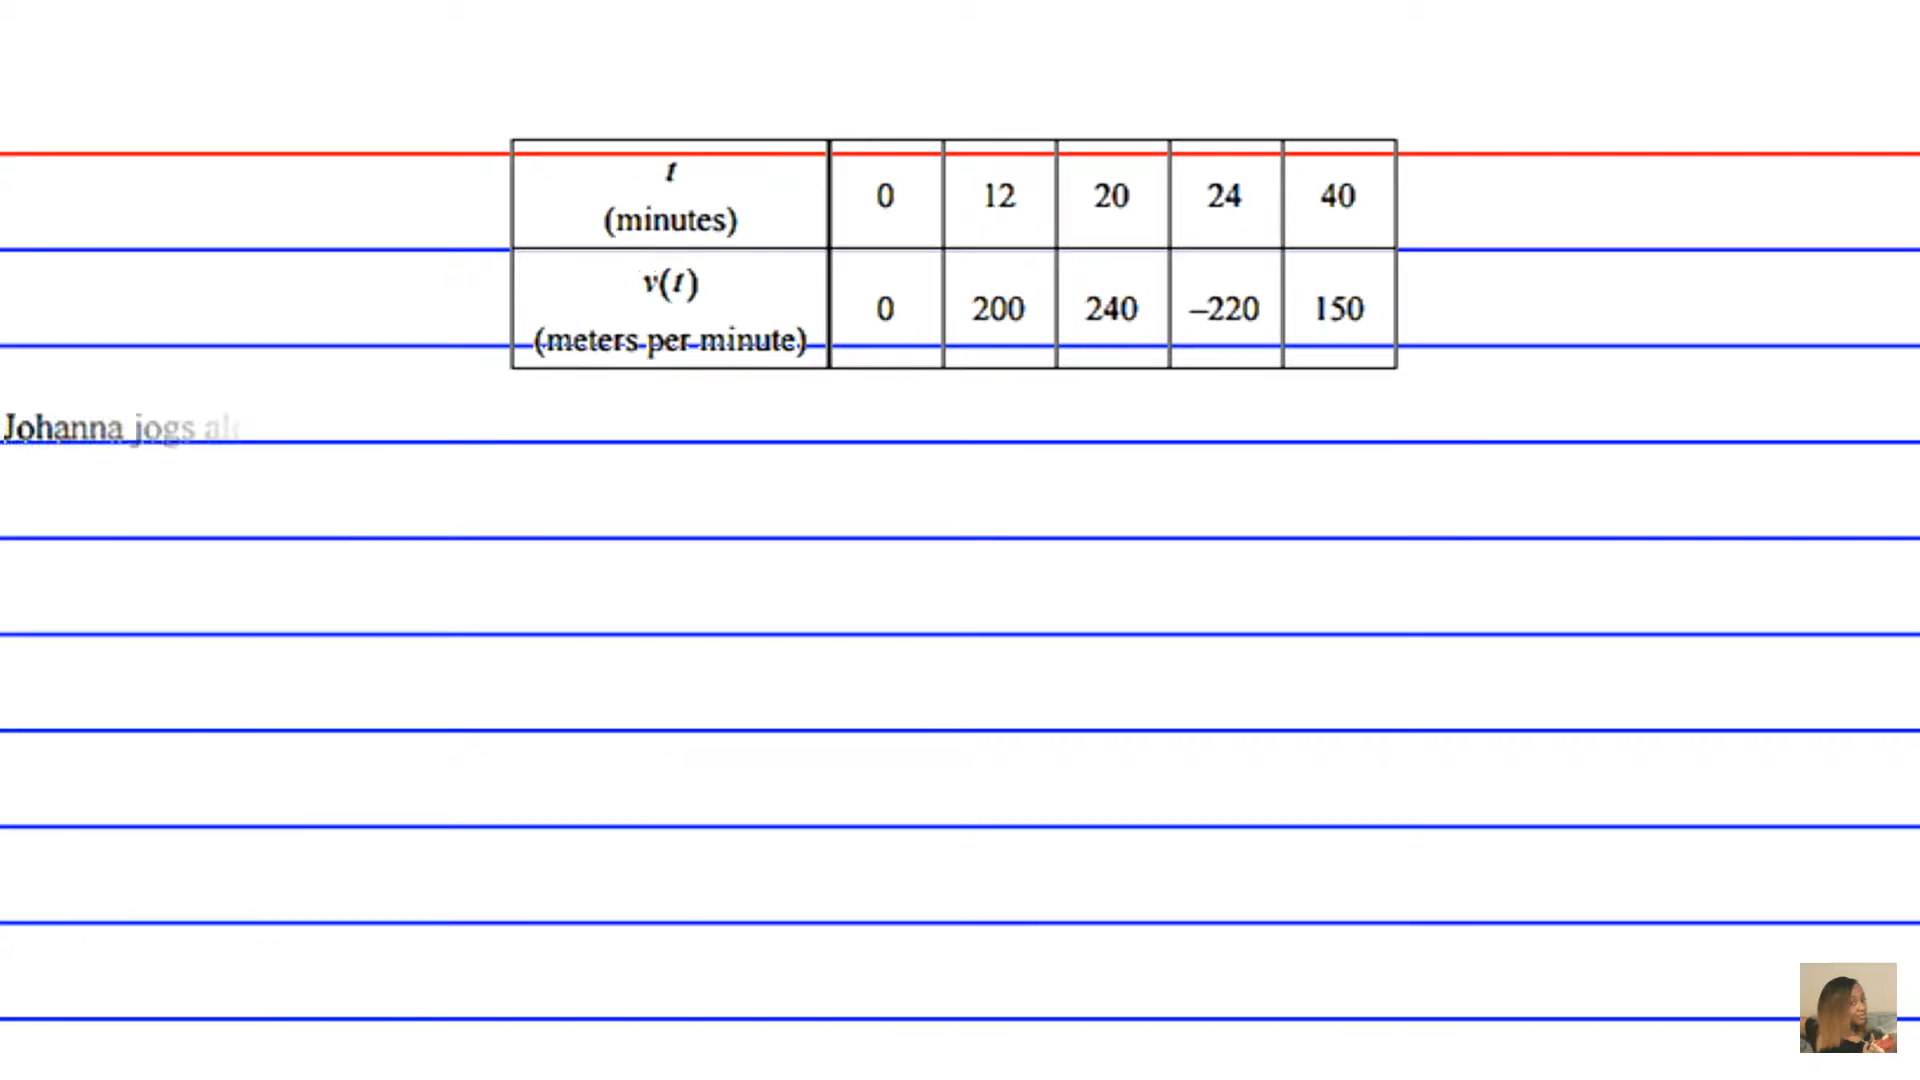 t
(minutes) 0 12 20 24 40
v(t)
(meters per minute) 0 200 240 –220 150
Johanna jogs